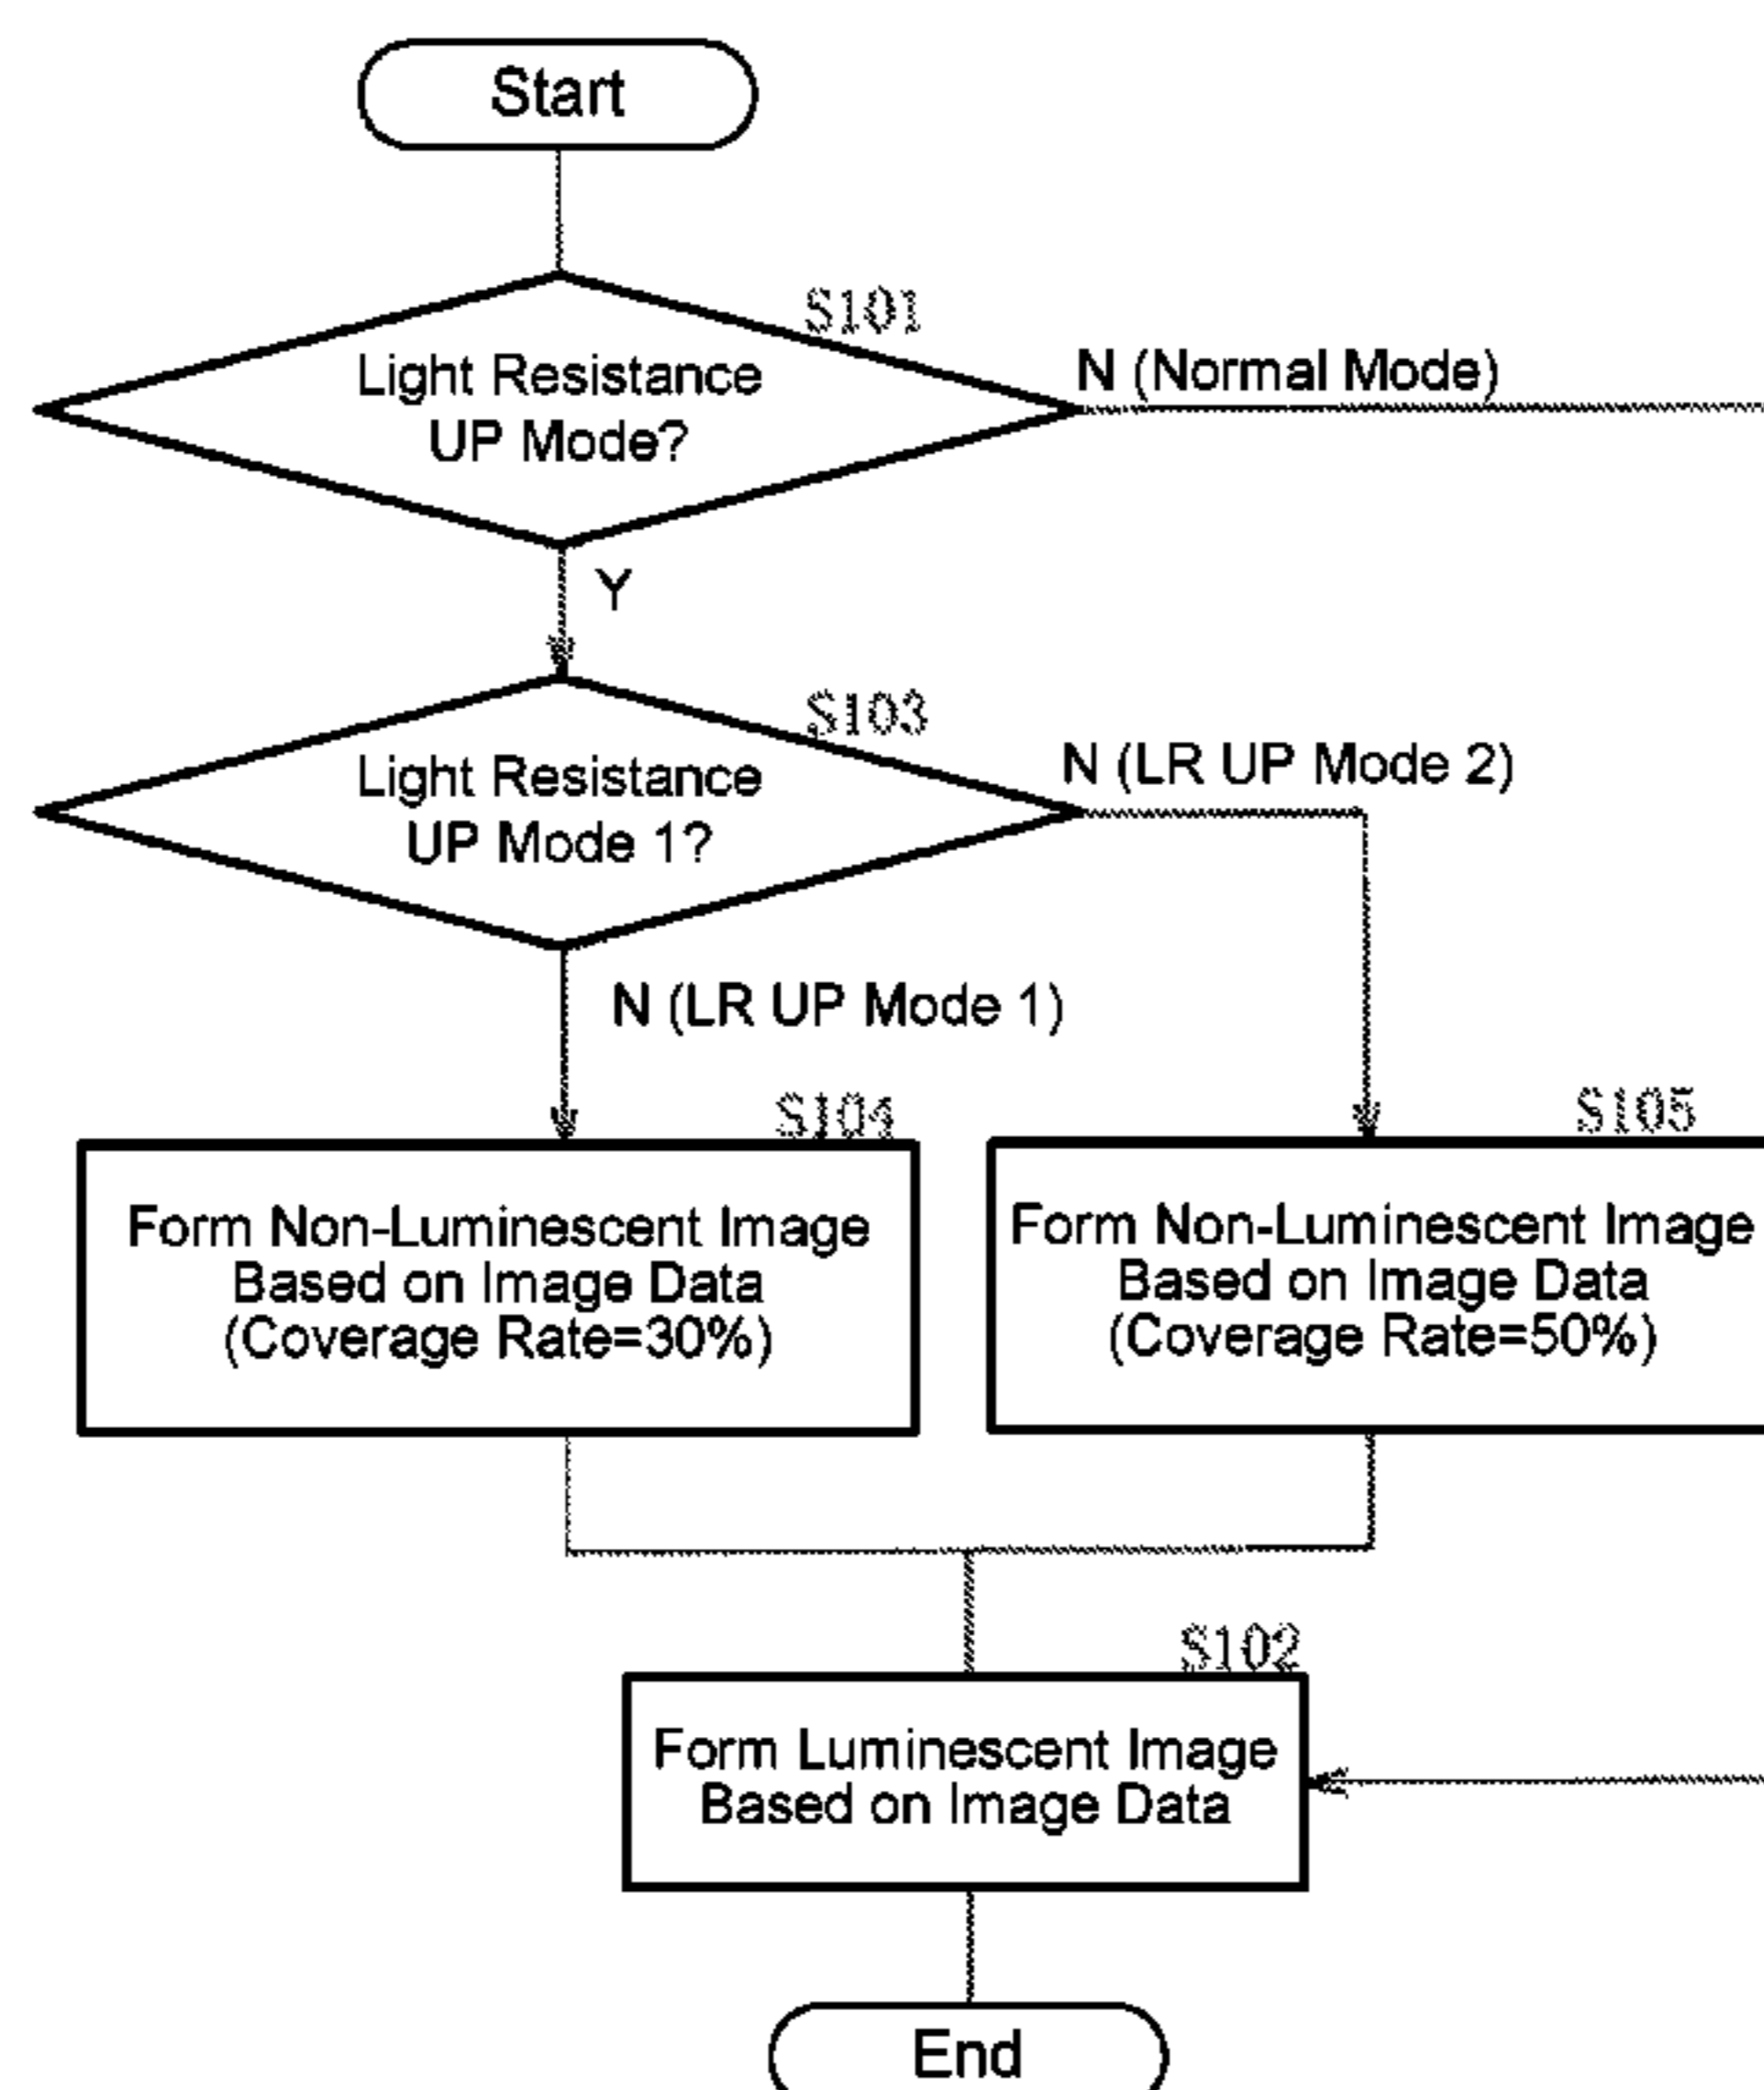 Start
S101
Light Resistance
UP Mode?
N (Normal Mode)
Y
S103
Light Resistance
UP Mode 1?
N (LR UP Mode 2)
N (LR UP Mode 1)
S104
Form Non-Luminescent Image
Based on Image Data
(Coverage Rate=30%)
S105
Form Non-Luminescent Image
Based on Image Data
(Coverage Rate=50%)
S102
Form Luminescent Image
Based on Image Data
End